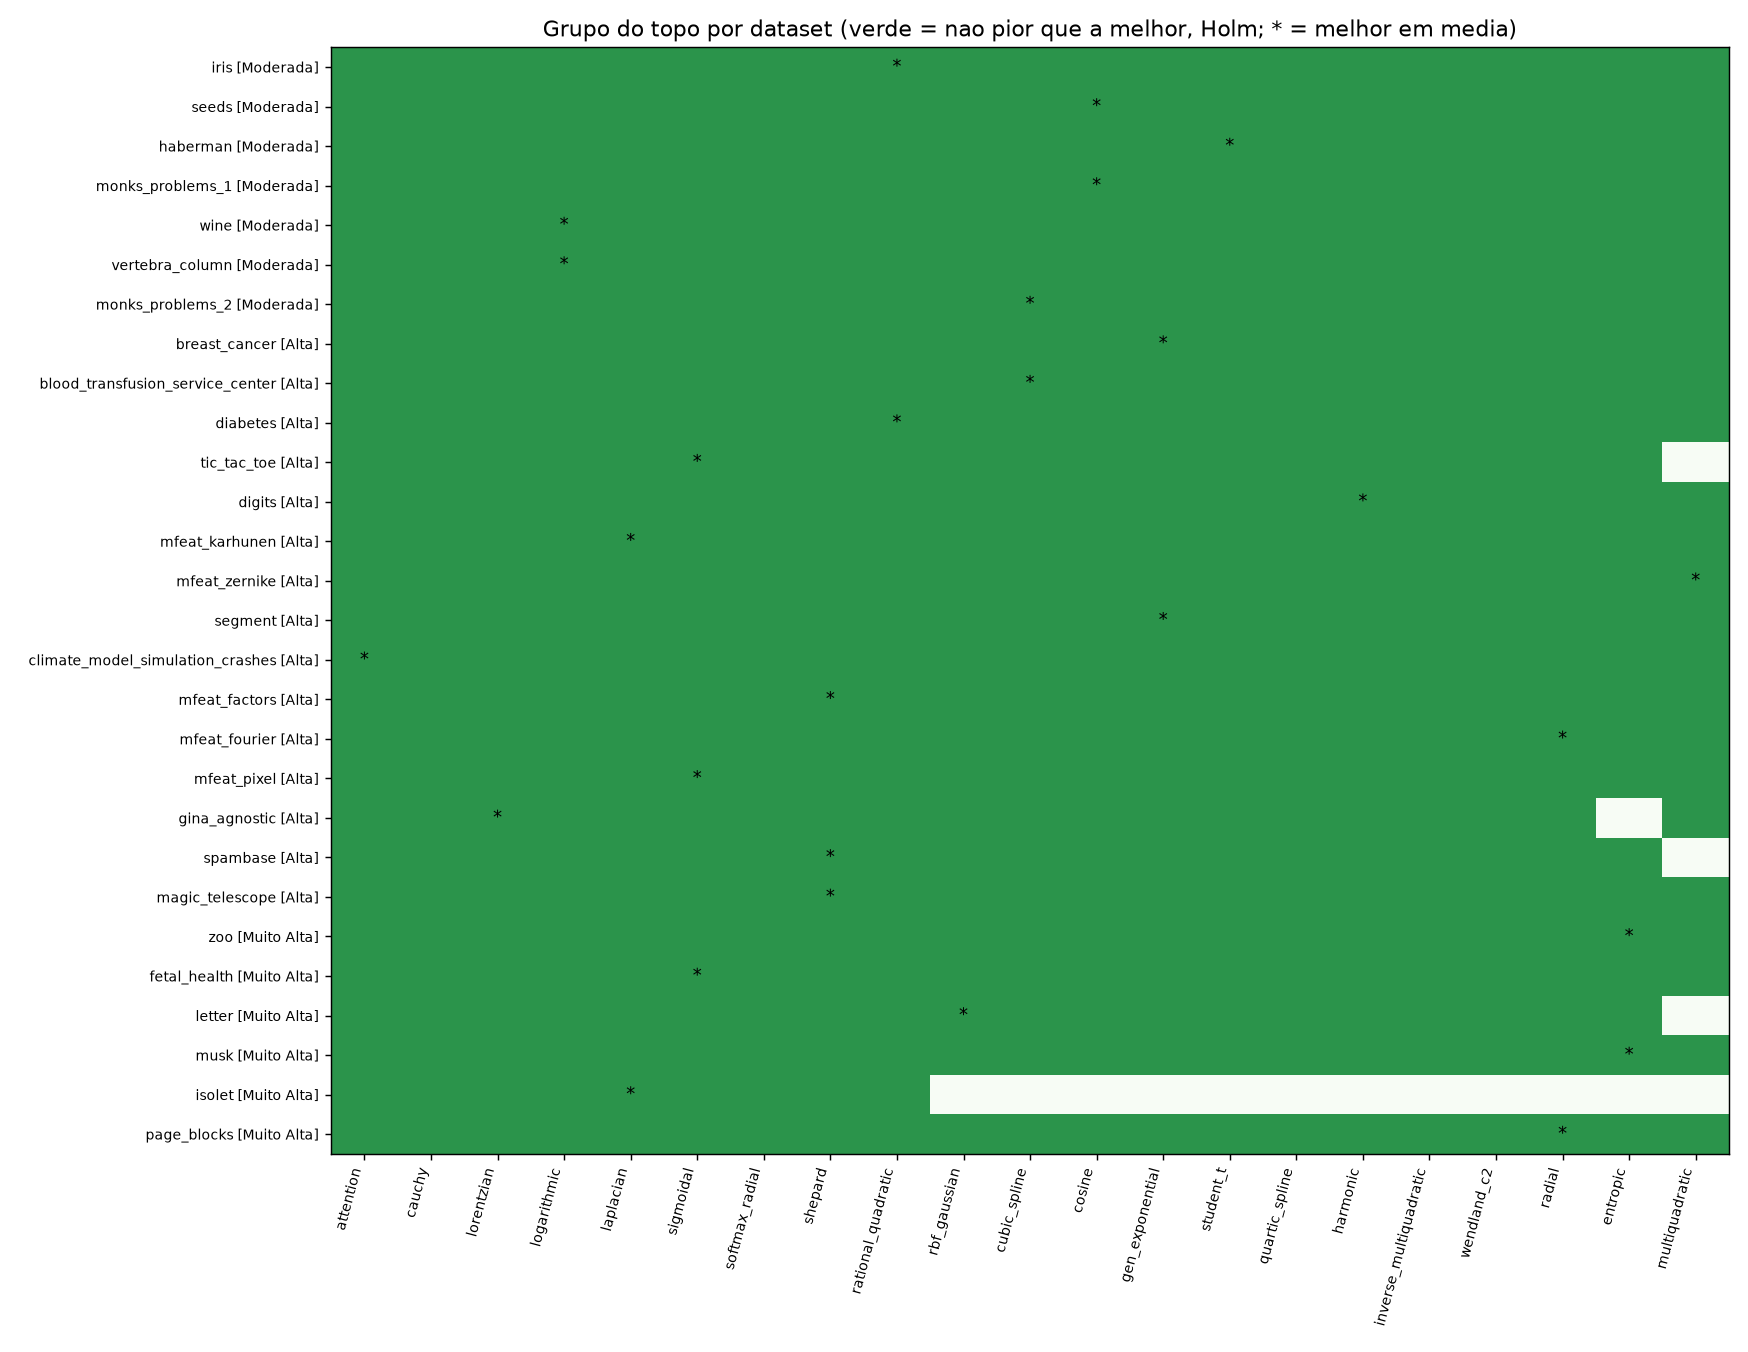 Grupo do topo por dataset (verde = nao pior que a melhor, Holm; * = melhor em media)
iris [Moderada]
*
seeds [Moderada]
*
haberman [Moderada]
*
monks_problems_1 [Moderada]
*
wine [Moderada]
*
vertebra_column [Moderada]
*
monks_problems_2 [Moderada]
*
breast_cancer [Alta]
*
blood_transfusion_service_center [Alta]
*
diabetes [Alta]
*
tic_tac_toe [Alta]
*
digits [Alta]
*
mfeat_karhunen [Alta]
*
mfeat_zernike [Alta]
*
segment [Alta]
*
climate_model_simulation_crashes [Alta]
*
mfeat_factors [Alta]
*
mfeat_fourier [Alta]
*
mfeat_pixel [Alta]
*
gina_agnostic [Alta]
*
spambase [Alta]
*
magic_telescope [Alta]
*
zoo [Muito Alta]
*
fetal_health [Muito Alta]
*
letter [Muito Alta]
*
musk [Muito Alta]
*
isolet [Muito Alta]
*
page_blocks [Muito Alta]
*
attention
cauchy
lorentzian
logarithmic
laplacian
sigmoidal
softmax_radial
shepard
rational_quadratic
rbf_gaussian
cubic_spline
cosine
gen_exponential
student_t
quartic_spline
harmonic
inverse_multiquadratic
wendland_c2
radial
entropic
multiquadratic